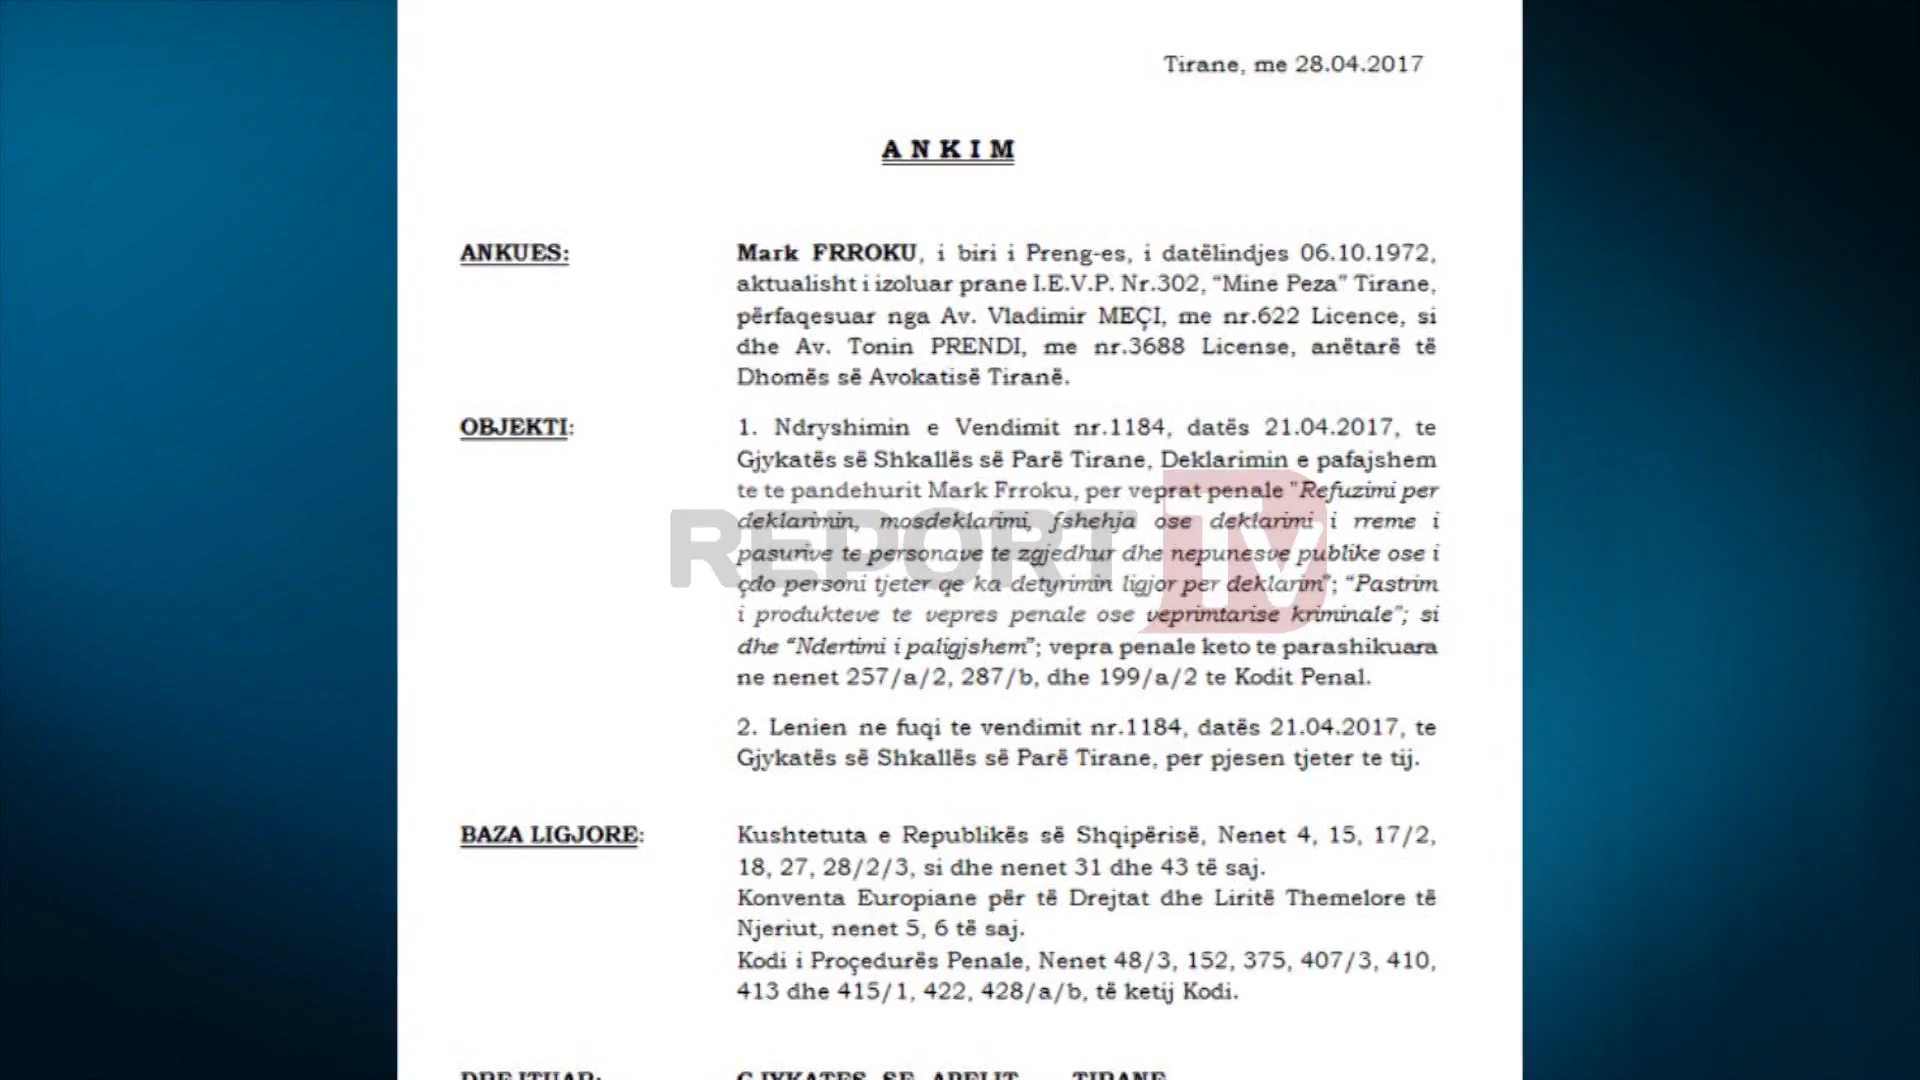 Tirane, me 28.04.2017
A N K I M
ANKUES:
Mark FRROKU, i biri i Preng-es, i datëlindjes 06.10.1972,
aktualisht i izoluar prane I.E.V.P. Nr.302, “Mine Peza” Tirane,
përfaqesuar nga Av. Vladimir MEÇI, me nr.622 Licence, si
dhe Av. Tonin PRENDI, me nr.3688 License, anëtarë të
Dhomës së Avokatisë Tiranë.
OBJEKTI:
1. Ndryshimin e Vendimit nr.1184, datës 21.04.2017, te
Gjykatës së Shkallës së Parë Tirane, Deklarimin e pafajshem
te te pandehurit Mark Frroku, per veprat penale "Refuzimi per
deklarimin, mosdeklarimi, fshehja ose deklarimi i rreme i
pasurive te personave te zgjedhur dhe nepunesve publike ose i
çdo personi tjeter qe ka detyrimin ligjor per deklarim”; “Pastrim
i produkteve te vepres penale ose veprimtarise kriminale”; si
dhe “Ndertimi i paligjshem”; vepra penale keto te parashikuara
ne nenet 257/a/2, 287/b, dhe 199/a/2 te Kodit Penal.
REPORT TV
2. Lenien ne fuqi te vendimit nr.1184, datës 21.04.2017, te
Gjykatës së Shkallës së Parë Tirane, per pjesen tjeter te tij.
BAZA LIGJORE:
Kushtetuta e Republikës së Shqipërisë, Nenet 4, 15, 17/2,
18, 27, 28/2/3, si dhe nenet 31 dhe 43 të saj.
Konventa Europiane për të Drejtat dhe Liritë Themelore të
Njeriut, nenet 5, 6 të saj.
Kodi i Proçedurës Penale, Nenet 48/3, 152, 375, 407/3, 410,
413 dhe 415/1, 422, 428/a/b, të ketij Kodi.
DREJTUAR:
GJYKATES SE APELIT TIRANE